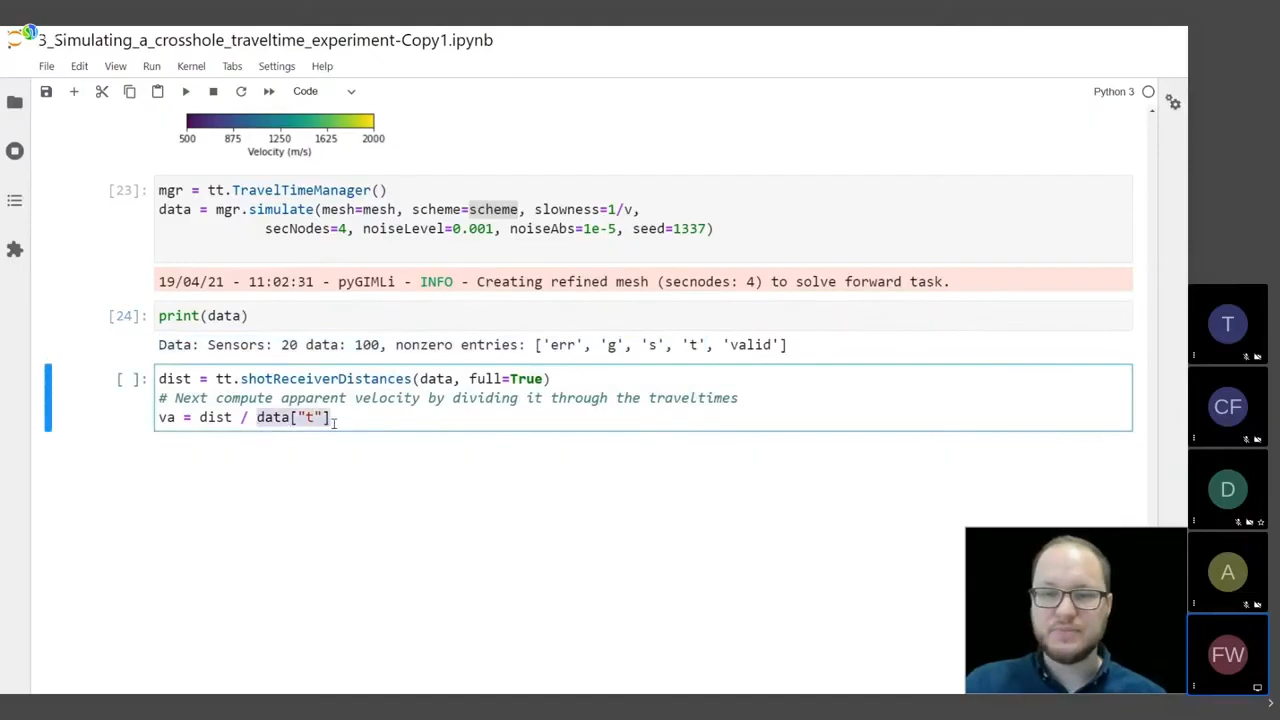 3_Simulating_a_crosshole_traveltime_experiment-Copy1.ipynb
File Edit View Run Kernel Tabs Settings Help
Code
Python 3
500 875 1250 1625 2000
Velocity (m/s)
[23]: mgr = tt.TravelTimeManager()
data = mgr.simulate(mesh=mesh, scheme=scheme, slowness=1/v,
secNodes=4, noiseLevel=0.001, noiseAbs=1e-5, seed=1337)
19/04/21 - 11:02:31 - pyGIMLi - INFO - Creating refined mesh (secnodes: 4) to solve forward task.
[24]: print(data)
Data: Sensors: 20 data: 100, nonzero entries: ['err', 'g', 's', 't', 'valid']
[ ]: dist = tt.shotReceiverDistances(data, full=True)
# Next compute apparent velocity by dividing it through the traveltimes
va = dist / data["t"]
T
CF
D
A
FW